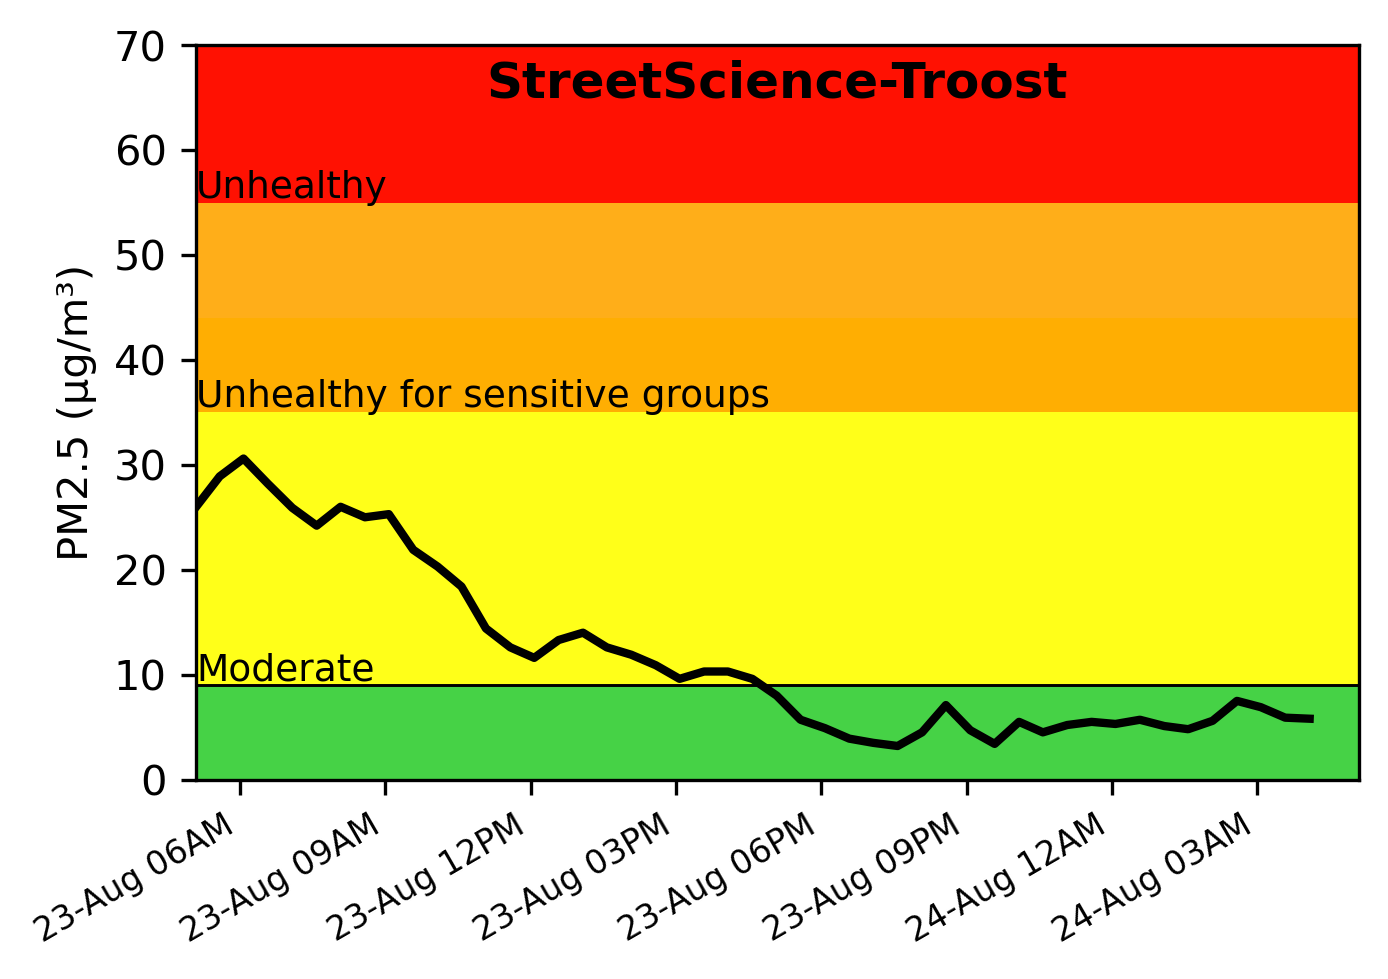 StreetScience-Troost
70
60
50
40
30
20
10
0
PM2.5 (µg/m³)
Unhealthy
Unhealthy for sensitive groups
Moderate
23-Aug 06AM
23-Aug 09AM
23-Aug 12PM
23-Aug 03PM
23-Aug 06PM
23-Aug 09PM
24-Aug 12AM
24-Aug 03AM